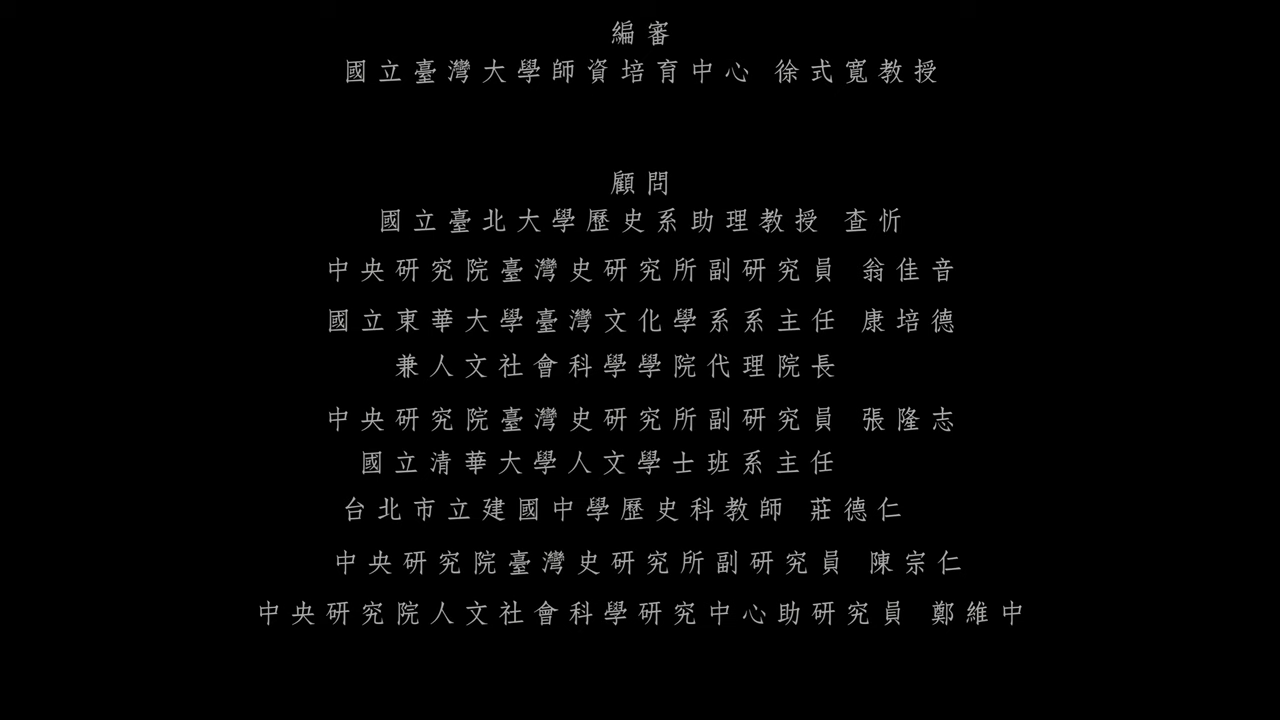 編審
國立臺灣大學師資培育中心 徐式寬教授
顧問
國立臺北大學歷史系助理教授 查忻
中央研究院臺灣史研究所副研究員 翁佳音
國立東華大學臺灣文化學系系主任 康培德
兼人文社會科學學院代理院長
中央研究院臺灣史研究所副研究員 張隆志
國立清華大學人文學士班系主任
台北市立建國中學歷史科教師 莊德仁
中央研究院臺灣史研究所副研究員 陳宗仁
中央研究院人文社會科學研究中心助研究員 鄭維中